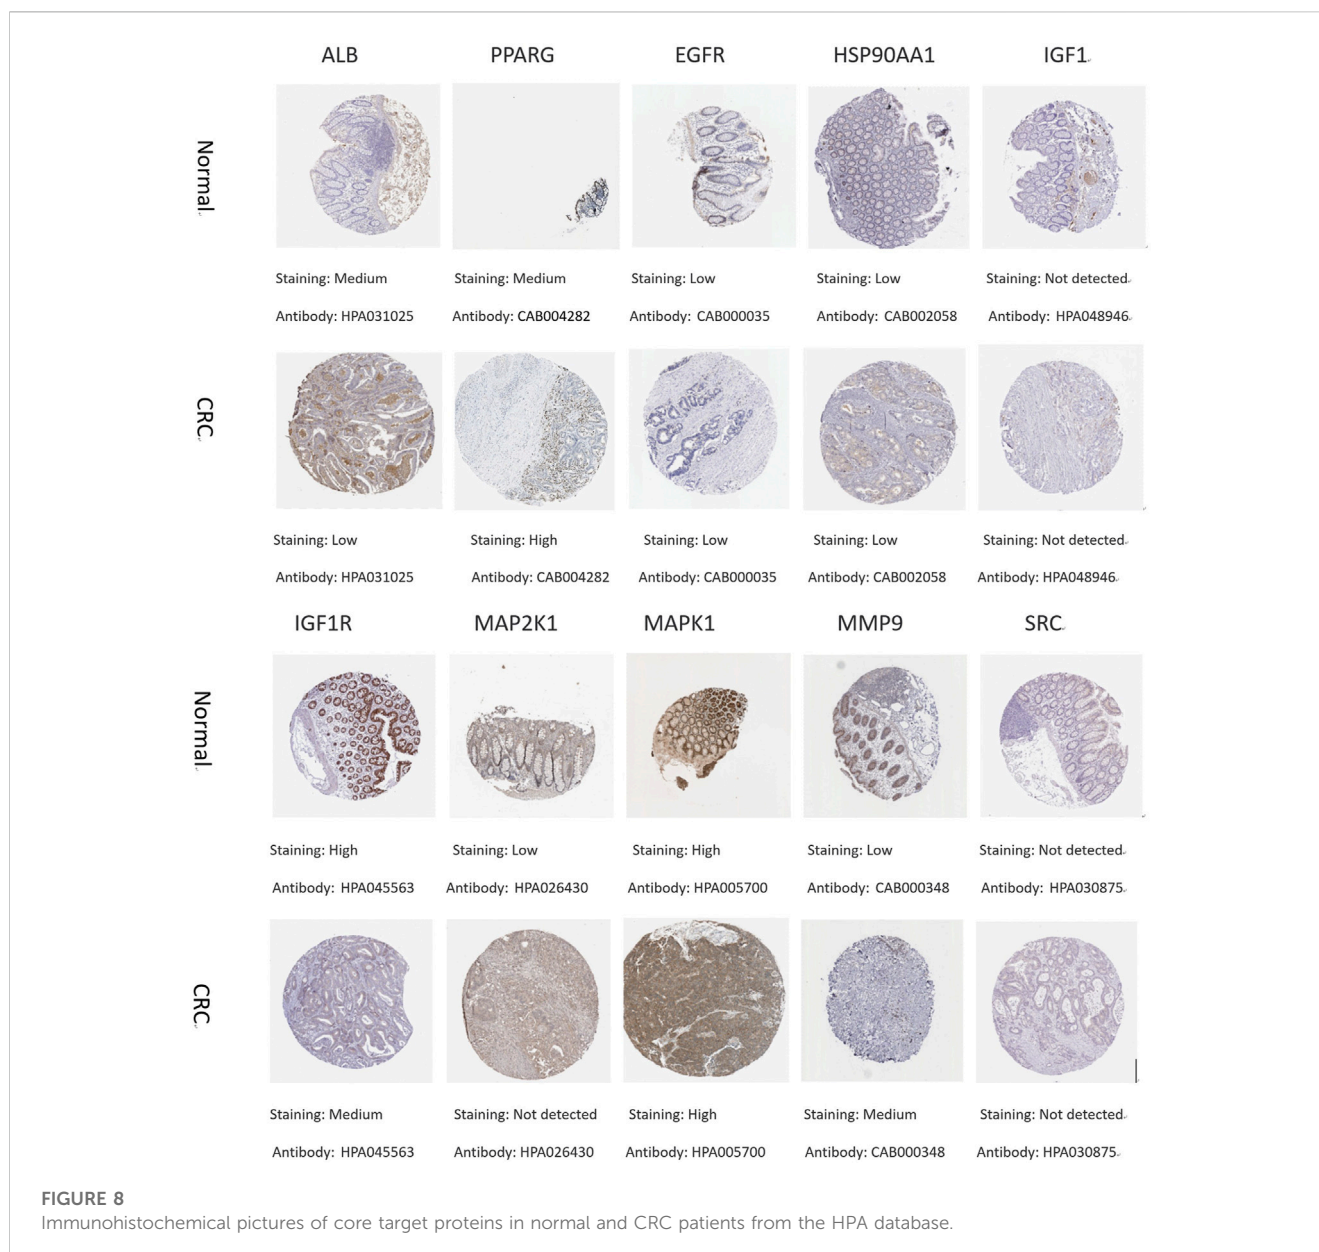 ALB PPARG EGFR HSP90AA1 IGF1
Normal
Staining: Medium Staining: Medium Staining: Low Staining: Low Staining: Not detected
Antibody: HPA031025 Antibody: CAB004282 Antibody: CAB000035 Antibody: CAB002058 Antibody: HPA048946
CRC
Staining: Low Staining: High Staining: Low Staining: Low Staining: Not detected
Antibody: HPA031025 Antibody: CAB004282 Antibody: CAB000035 Antibody: CAB002058 Antibody: HPA048946
IGF1R MAP2K1 MAPK1 MMP9 SRC
Normal
Staining: High Staining: Low Staining: High Staining: Low Staining: Not detected
Antibody: HPA045563 Antibody: HPA026430 Antibody: HPA005700 Antibody: CAB000348 Antibody: HPA030875
CRC
Staining: Medium Staining: Not detected Staining: High Staining: Medium Staining: Not detected
Antibody: HPA045563 Antibody: HPA026430 Antibody: HPA005700 Antibody: CAB000348 Antibody: HPA030875
FIGURE 8
Immunohistochemical pictures of core target proteins in normal and CRC patients from the HPA database.